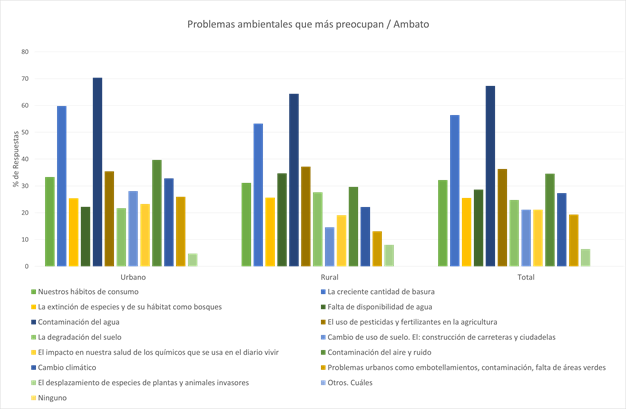 Problemas ambientales que más preocupan / Ambato
80
70
60
50
40
30
20
10
0
% de Respuestas
Urbano
Rural
Total
Nuestros hábitos de consumo
La creciente cantidad de basura
La extinción de especies y de su hábitat como bosques
Falta de disponibilidad de agua
Contaminación del agua
El uso de pesticidas y fertilizantes en la agricultura
La degradación del suelo
Cambio de uso de suelo. El: construcción de carreteras y ciudadelas
El impacto en nuestra salud de los químicos que se usa en el diario vivir
Contaminación del aire y ruido
Cambio climático
Problemas urbanos como embotellamientos, contaminación, falta de áreas verdes
El desplazamiento de especies de plantas y animales invasores
Otros. Cuáles
Ninguno